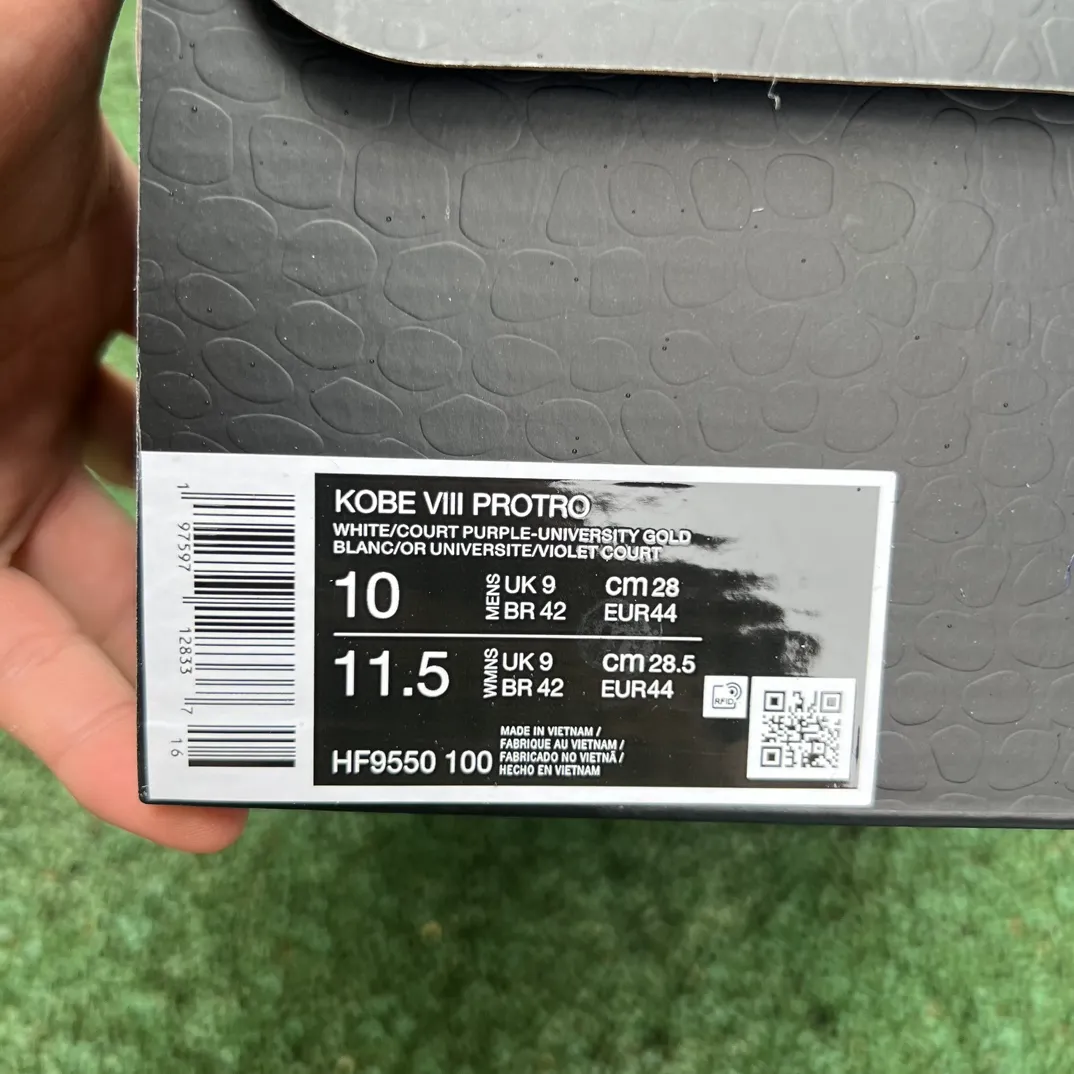 KOBE VIII PROTRO
WHITE/COURT PURPLE-UNIVERSITY GOLD
BLANC/OR UNIVERSITE/VIOLET COURT
10 MENS UK 9 CM 28
BR 42 EUR44
11.5 WMNS UK 9 CM 28.5
BR 42 EUR44
RFID
HF9550 100
MADE IN VIETNAM /
FABRIQUE AU VIETNAM /
FABRICADO NO VIETNÃ /
HECHO EN VIETNAM
1 97597 12833 7
16